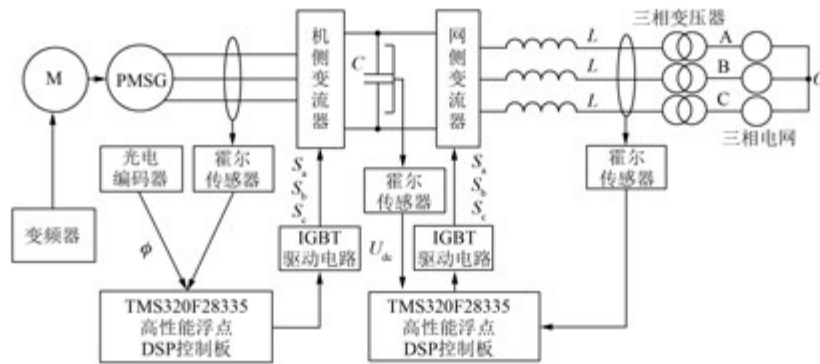 M
PMSG
机侧变流器
C
网侧变流器
L
L
L
三相变压器
A
B
C
三相电网
光电
编码器
霍尔
传感器
变频器
ϕ
Sa
Sb
Sc
IGBT
驱动电路
霍尔
传感器
Udc
Sa
Sb
Sc
IGBT
驱动电路
霍尔
传感器
TMS320F28335
高性能浮点
DSP控制板
TMS320F28335
高性能浮点
DSP控制板